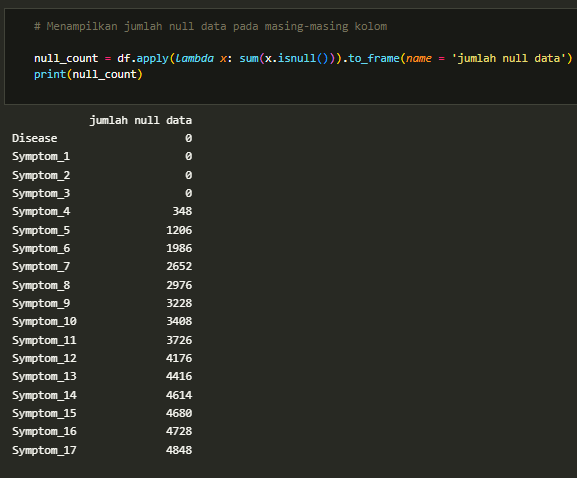 # Menampilkan jumlah null data pada masing-masing kolom
null_count = df.apply(lambda x: sum(x.isnull())).to_frame(name = 'jumlah null data')
print(null_count)
jumlah null data
Disease 0
Symptom_1 0
Symptom_2 0
Symptom_3 0
Symptom_4 348
Symptom_5 1206
Symptom_6 1986
Symptom_7 2652
Symptom_8 2976
Symptom_9 3228
Symptom_10 3408
Symptom_11 3726
Symptom_12 4176
Symptom_13 4416
Symptom_14 4614
Symptom_15 4680
Symptom_16 4728
Symptom_17 4848